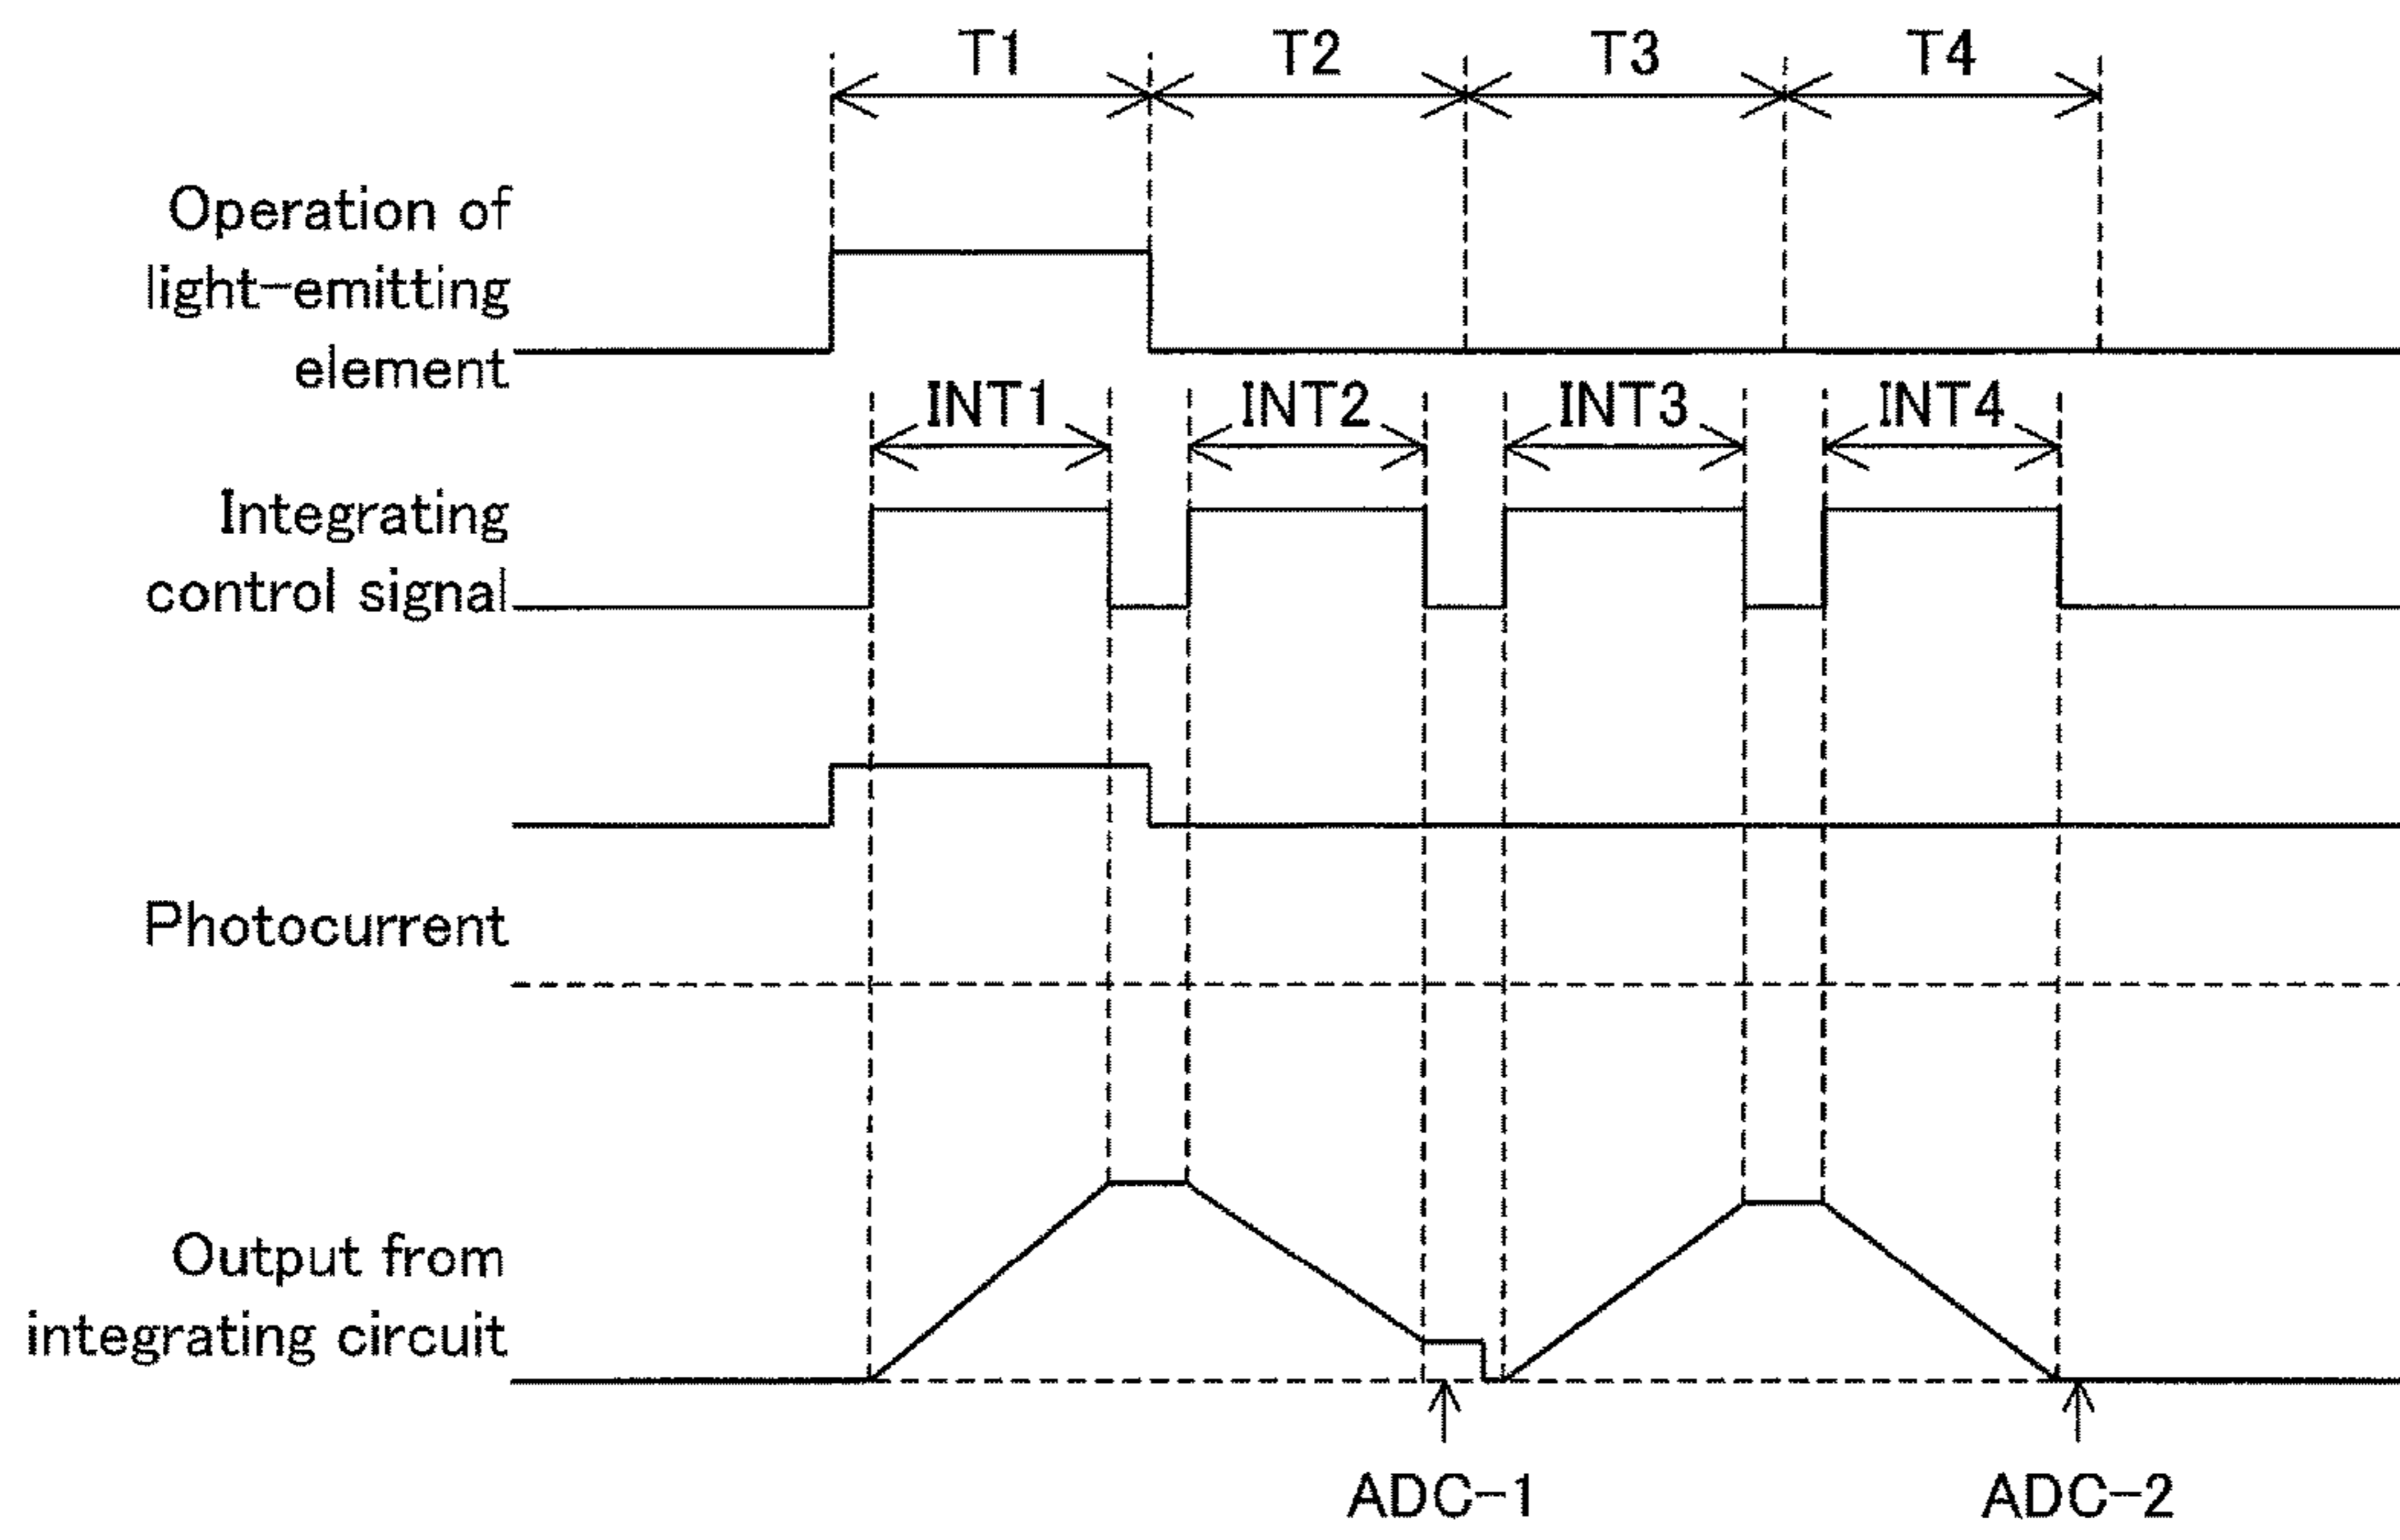 T1 T2 T3 T4
Operation of
light-emitting
element
INT1 INT2 INT3 INT4
Integrating
control signal
Photocurrent
Output from
integrating circuit
ADC-1 ADC-2